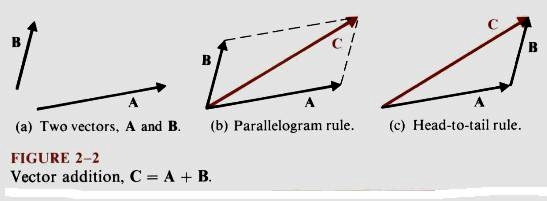 B
A
B
C
A
C
B
A
(a) Two vectors, A and B.
(b) Parallelogram rule.
(c) Head-to-tail rule.
FIGURE 2–2
Vector addition, C = A + B.